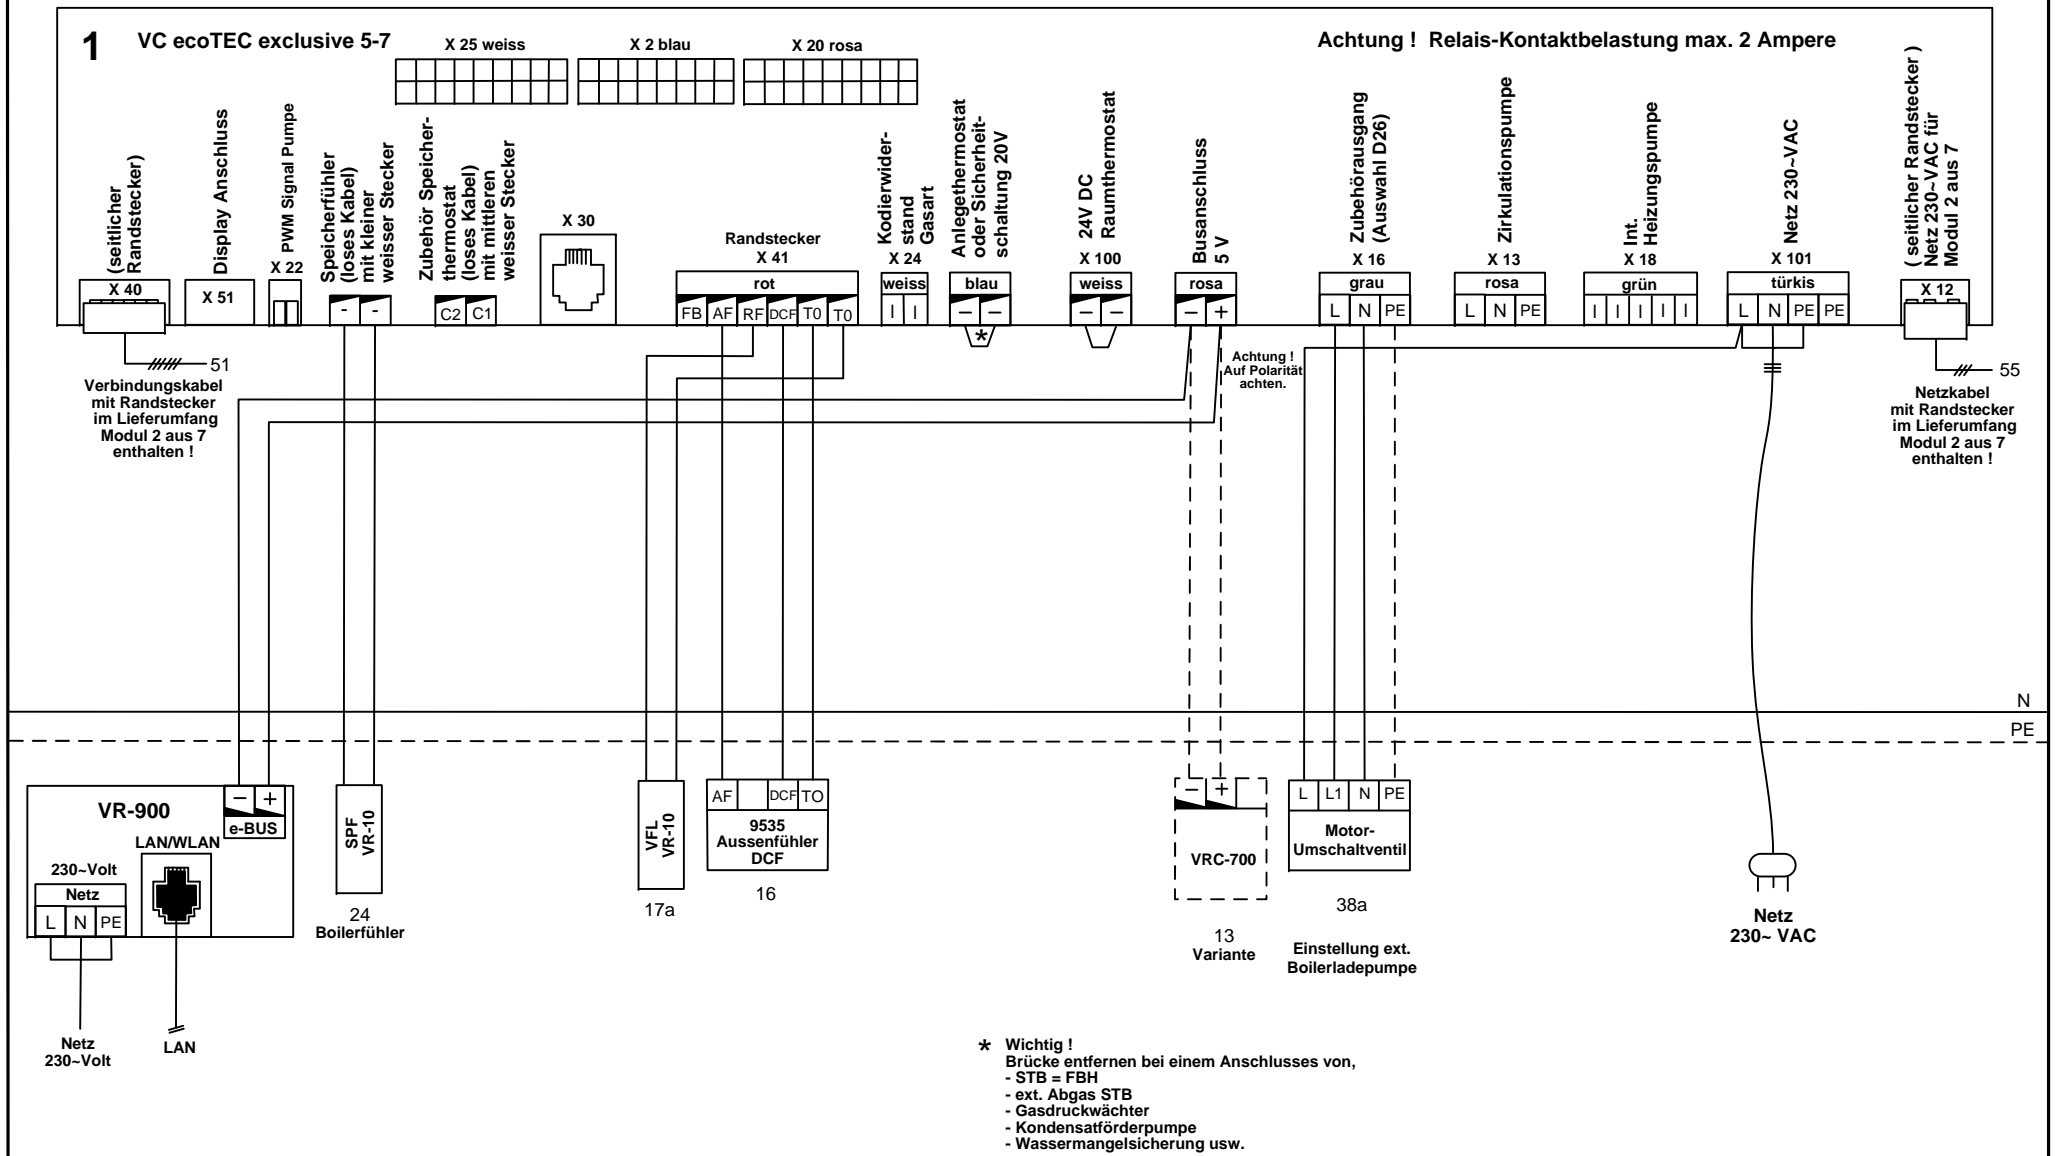 1
VC ecoTEC exclusive 5-7
X 25 weiss
X 2 blau
X 20 rosa
Achtung ! Relais-Kontaktbelastung max. 2 Ampere
(seitlicher
Randstecker)
X 40
Display Anschluss
X 51
PWM Signal Pumpe
X 22
Speicherfühler
(loses Kabel)
mit kleiner
weisser Stecker
- -
Zubehör Speicher-
thermostat
(loses Kabel)
mit mittleren
weisser Stecker
C2 C1
X 30
Randstecker
X 41
rot
FB AF RF DCF T0 T0
Kodierwider-
stand
Gasart
X 24
weiss
I I
Anlegethermostat
oder Sicherheit-
schaltung 20V
blau
– –
*
24V DC
Raumthermostat
X 100
weiss
– –
Busanschluss
5 V
rosa
– +
Achtung !
Auf Polarität
achten.
Zubehörausgang
(Auswahl D26)
X 16
grau
L N PE
Zirkulationspumpe
X 13
rosa
L N PE
Int.
Heizungspumpe
X 18
grün
I I I I I
Netz 230~VAC
X 101
türkis
L N PE PE
( seitlicher Randstecker )
Netz 230~VAC für
Modul 2 aus 7
X 12
51
Verbindungskabel
mit Randstecker
im Lieferumfang
Modul 2 aus 7
enthalten !
55
Netzkabel
mit Randstecker
im Lieferumfang
Modul 2 aus 7
enthalten !
N
PE
VR-900
– +
e-BUS
LAN/WLAN
230~Volt
Netz
L N PE
Netz
230~Volt
LAN
SPF
VR-10
24
Boilerfühler
VFL
VR-10
17a
AF DCF TO
9535
Aussenfühler
DCF
16
– +
VRC-700
13
Variante
L L1 N PE
Motor-
Umschaltventil
38a
Einstellung ext.
Boilerladepumpe
Netz
230~ VAC
* Wichtig !
Brücke entfernen bei einem Anschlusses von,
- STB = FBH
- ext. Abgas STB
- Gasdruckwächter
- Kondensatförderpumpe
- Wassermangelsicherung usw.